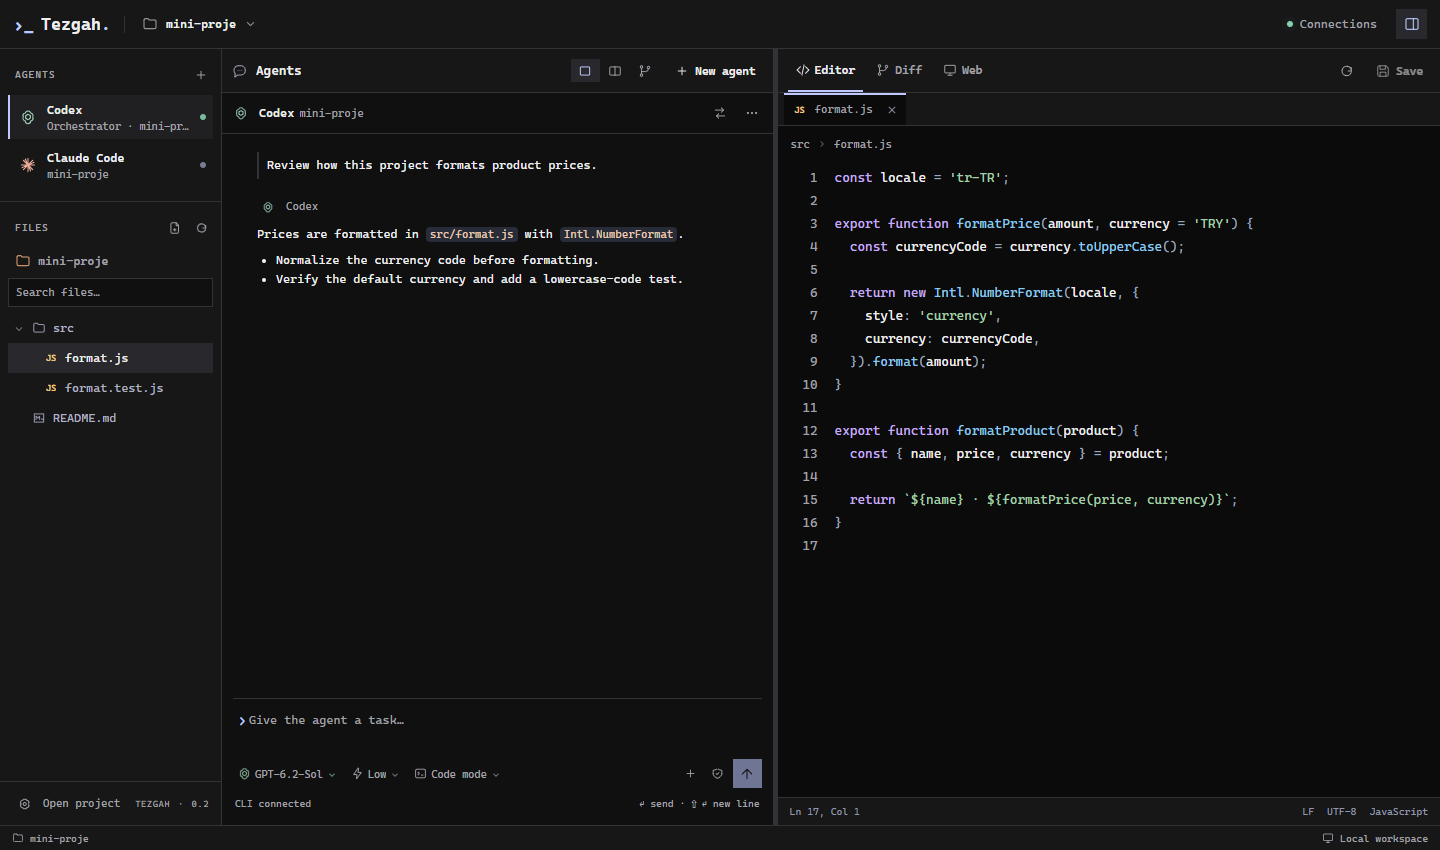 ›_ Tezgah.
mini-proje
Connections
AGENTS
Codex
Orchestrator · mini-pr…
Claude Code
mini-proje
FILES
mini-proje
Search files…
src
JS format.js
JS format.test.js
README.md
Open project TEZGAH · 0.2
Agents
New agent
Codex mini-proje
Review how this project formats product prices.
Codex
Prices are formatted in src/format.js with Intl.NumberFormat.
• Normalize the currency code before formatting.
• Verify the default currency and add a lowercase-code test.
› Give the agent a task…
GPT-6.2-Sol Low Code mode
CLI connected
⏎ send · ⇧ ⏎ new line
Editor Diff Web
Save
JS format.js
src › format.js
1 const locale = 'tr-TR';
2
3 export function formatPrice(amount, currency = 'TRY') {
4   const currencyCode = currency.toUpperCase();
5
6   return new Intl.NumberFormat(locale, {
7     style: 'currency',
8     currency: currencyCode,
9   }).format(amount);
10 }
11
12 export function formatProduct(product) {
13   const { name, price, currency } = product;
14
15   return `${name} · ${formatPrice(price, currency)}`;
16 }
17
Ln 17, Col 1
LF UTF-8 JavaScript
mini-proje
Local workspace